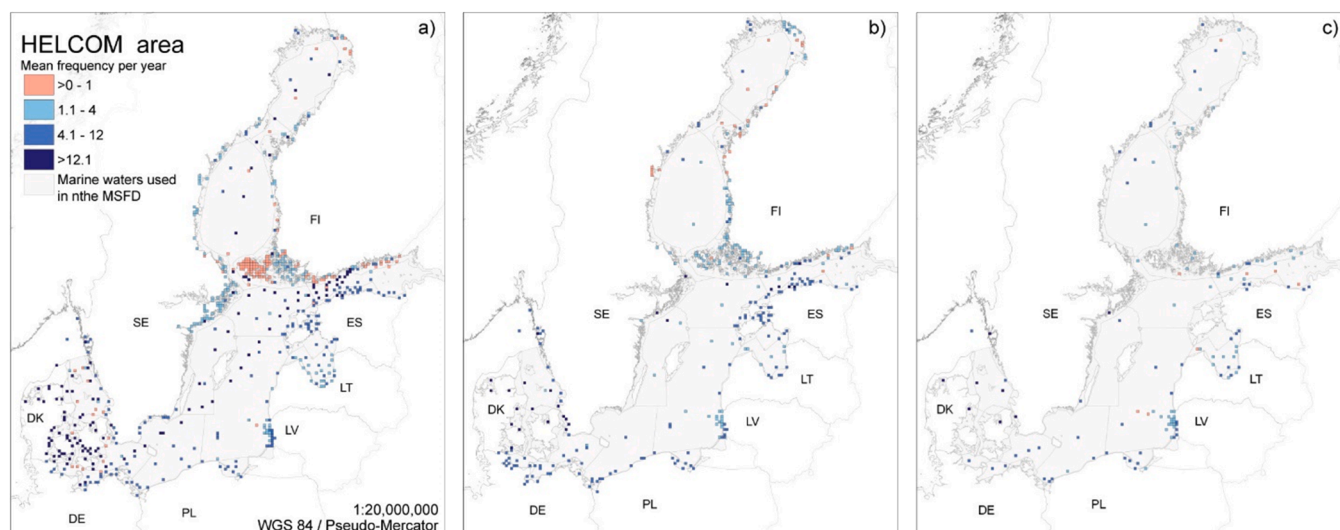 a)
HELCOM area
Mean frequency per year
>0 - 1
1.1 - 4
4.1 - 12
>12.1
Marine waters used
in nthe MSFD
FI
SE
ES
LT
DK
LV
DE
PL
1:20,000,000
WGS 84 / Pseudo-Mercator
b)
FI
SE
ES
LT
DK
LV
DE
PL
c)
FI
SE
ES
LT
DK
LV
DE
PL